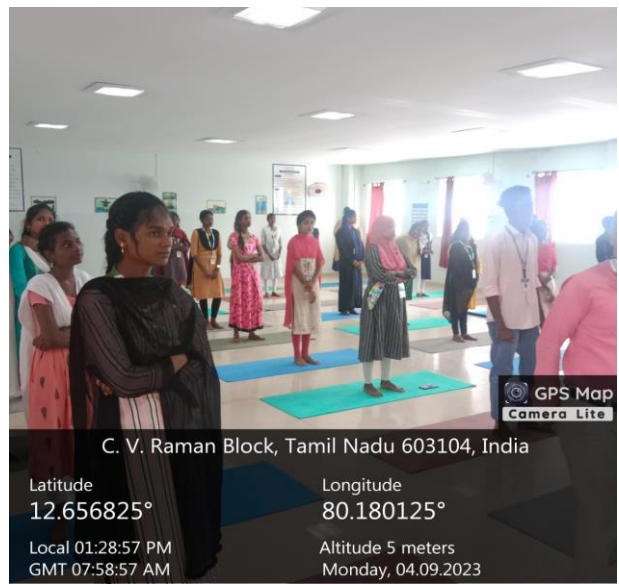 GPS Map
Camera Lite
C. V. Raman Block, Tamil Nadu 603104, India
Latitude
12.656825°
Longitude
80.180125°
Local 01:28:57 PM
GMT 07:58:57 AM
Altitude 5 meters
Monday, 04.09.2023